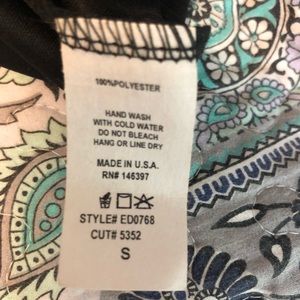 100%POLYESTER
HAND WASH
WITH COLD WATER
DO NOT BLEACH
HANG OR LINE DRY
MADE IN U.S.A.
RN# 146397
STYLE# ED0768
CUT# 5352
S